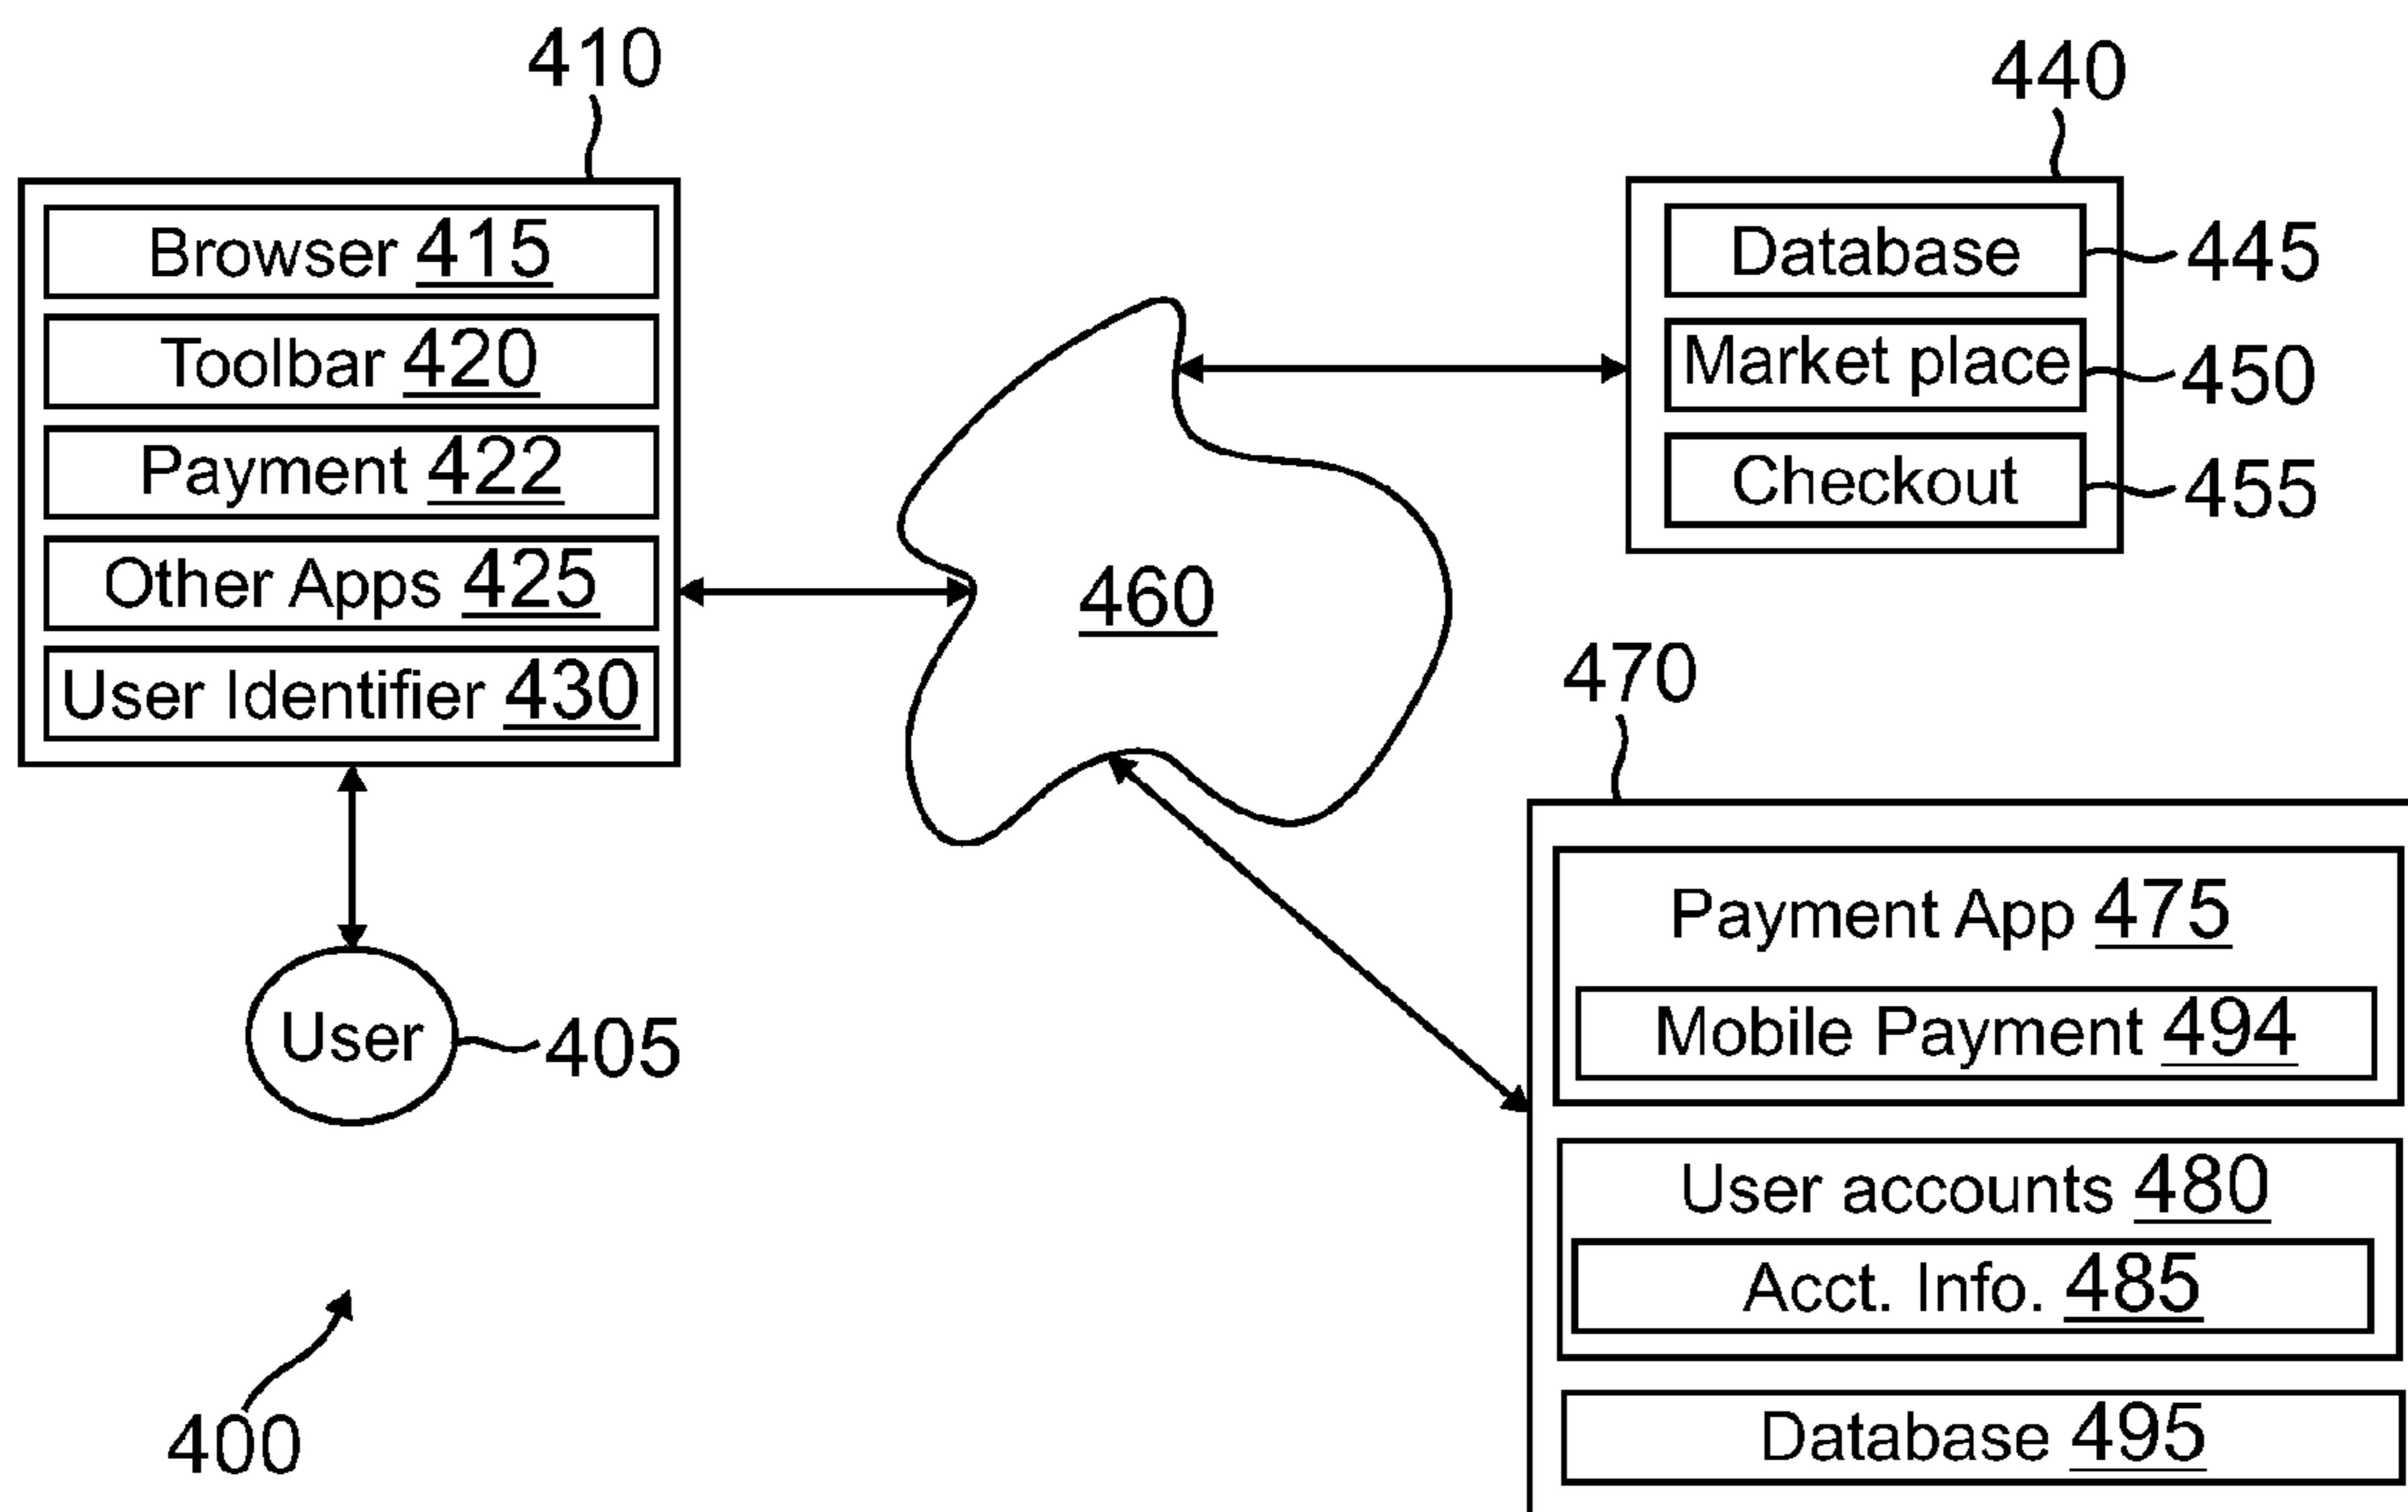 410
Browser 415
Toolbar 420
Payment 422
Other Apps 425
User Identifier 430
User
405
400
460
440
Database
445
Market place
450
Checkout
455
470
Payment App 475
Mobile Payment 494
User accounts 480
Acct. Info. 485
Database 495